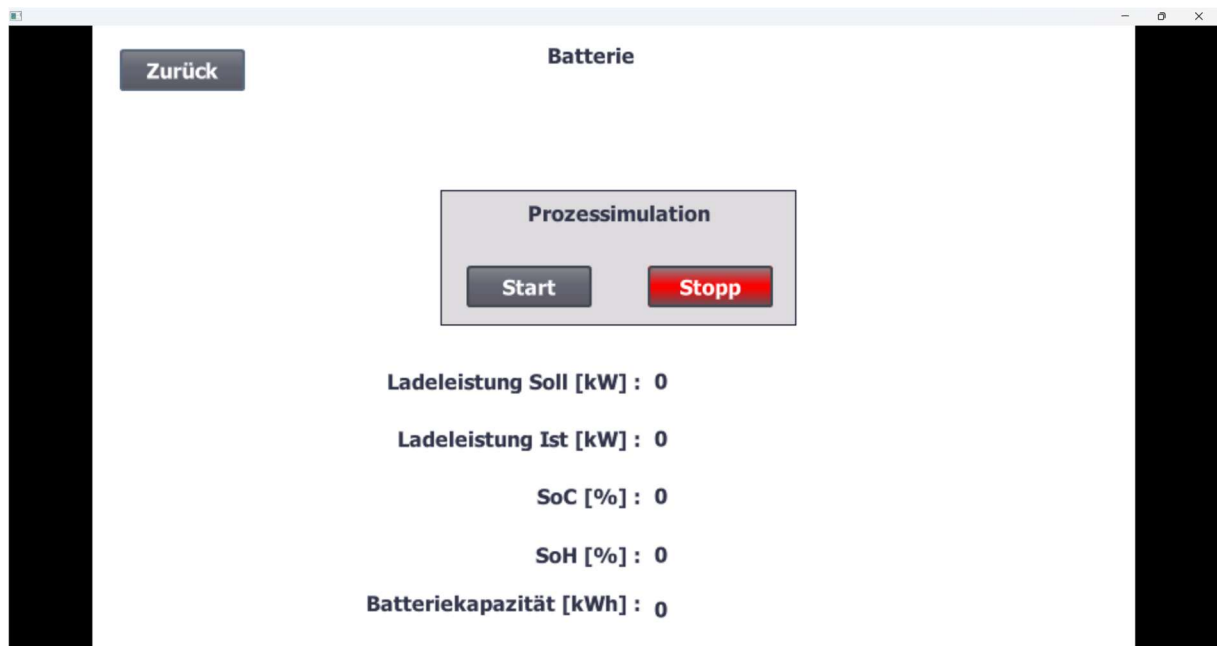 Zurück
Batterie
Prozessimulation
Start Stopp
Ladeleistung Soll [kW] : 0
Ladeleistung Ist [kW] : 0
SoC [%] : 0
SoH [%] : 0
Batteriekapazität [kWh] : 0